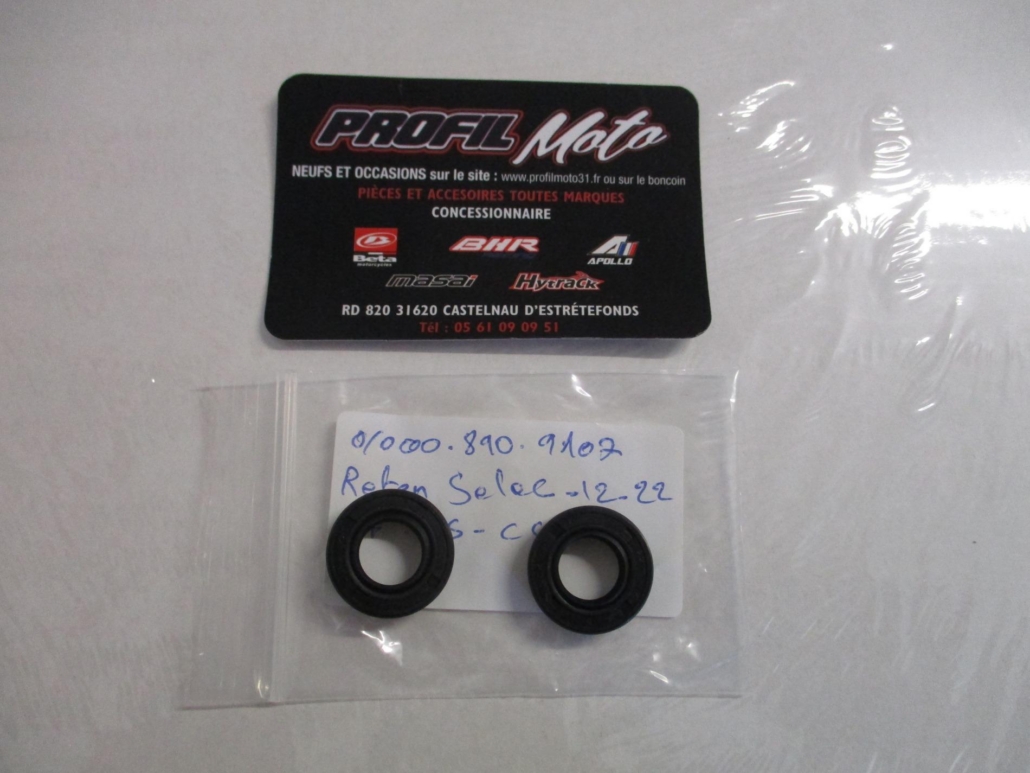 PROFIL Moto
NEUFS ET OCCASIONS sur le site : www.profilmoto31.fr ou sur le boncoin
PIÈCES ET ACCESOIRES TOUTES MARQUES
CONCESSIONNAIRE
Beta
BHR
APOLLO
masai
Hytrack
RD 820 31620 CASTELNAU D'ESTRÉTEFONDS
Tél : 05 61 09 09 51
01000.890.9107
Reten Selec-12-22